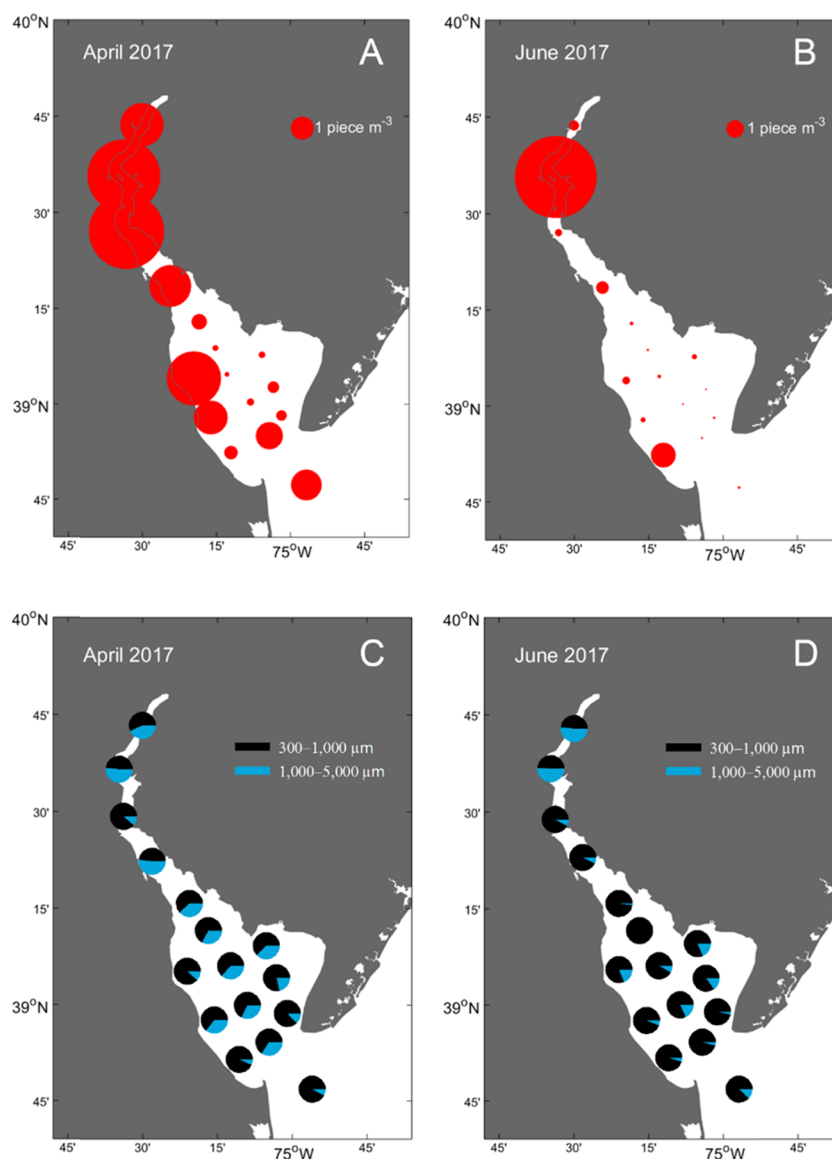 40°N
April 2017
A
45'
1 piece m⁻³
30'
15'
39°N
45'
45'
30'
15'
75°W
45'
40°N
June 2017
B
45'
1 piece m⁻³
30'
15'
39°N
45'
45'
30'
15'
75°W
45'
40°N
April 2017
C
45'
300–1,000 µm
1,000–5,000 µm
30'
15'
39°N
45'
45'
30'
15'
75°W
45'
40°N
June 2017
D
45'
300–1,000 µm
1,000–5,000 µm
30'
15'
39°N
45'
45'
30'
15'
75°W
45'